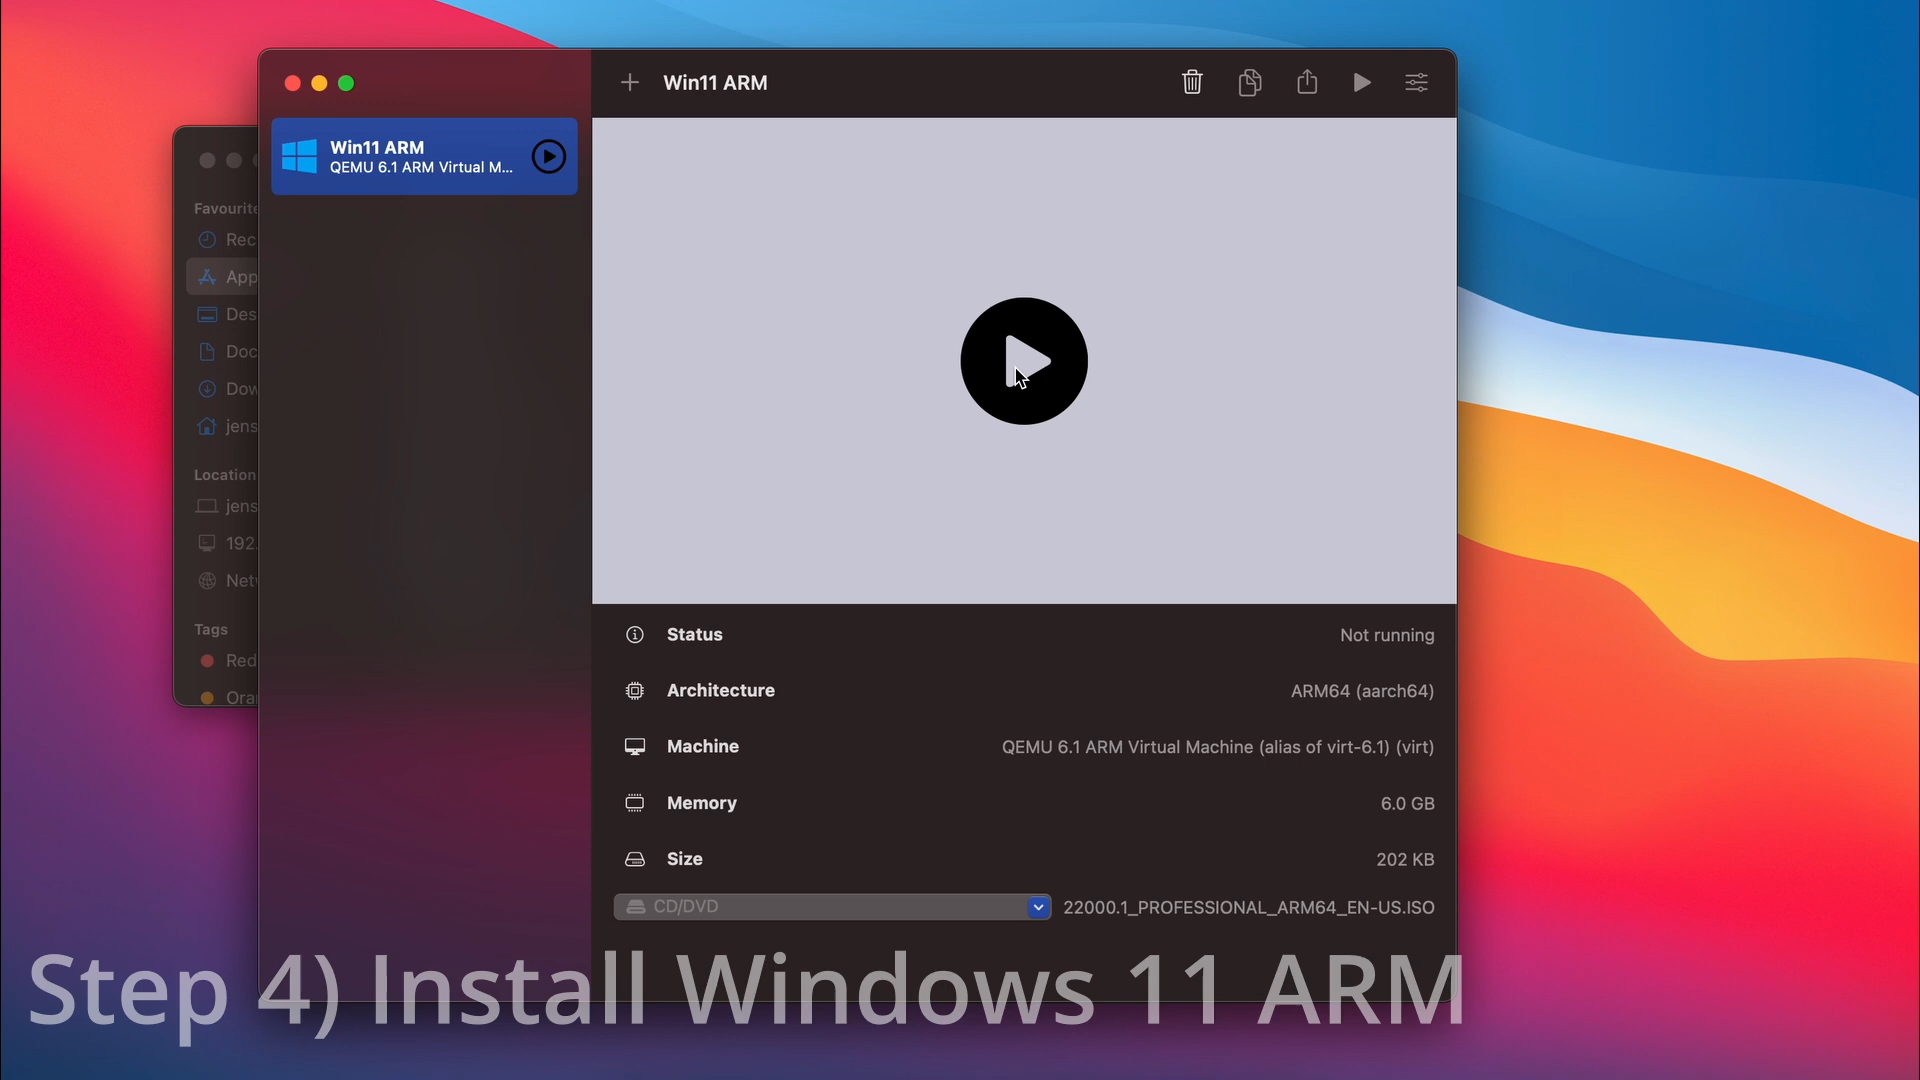 Win11 ARM
Win11 ARM
QEMU 6.1 ARM Virtual M...
Favourite
Rec
App
Des
Doc
Dow
jens
Location
jens
192.
Net
Tags
Red
Ora
Status
Not running
Architecture
ARM64 (aarch64)
Machine
QEMU 6.1 ARM Virtual Machine (alias of virt-6.1) (virt)
Memory
6.0 GB
Size
202 KB
CD/DVD
22000.1_PROFESSIONAL_ARM64_EN-US.ISO
Step 4) Install Windows 11 ARM